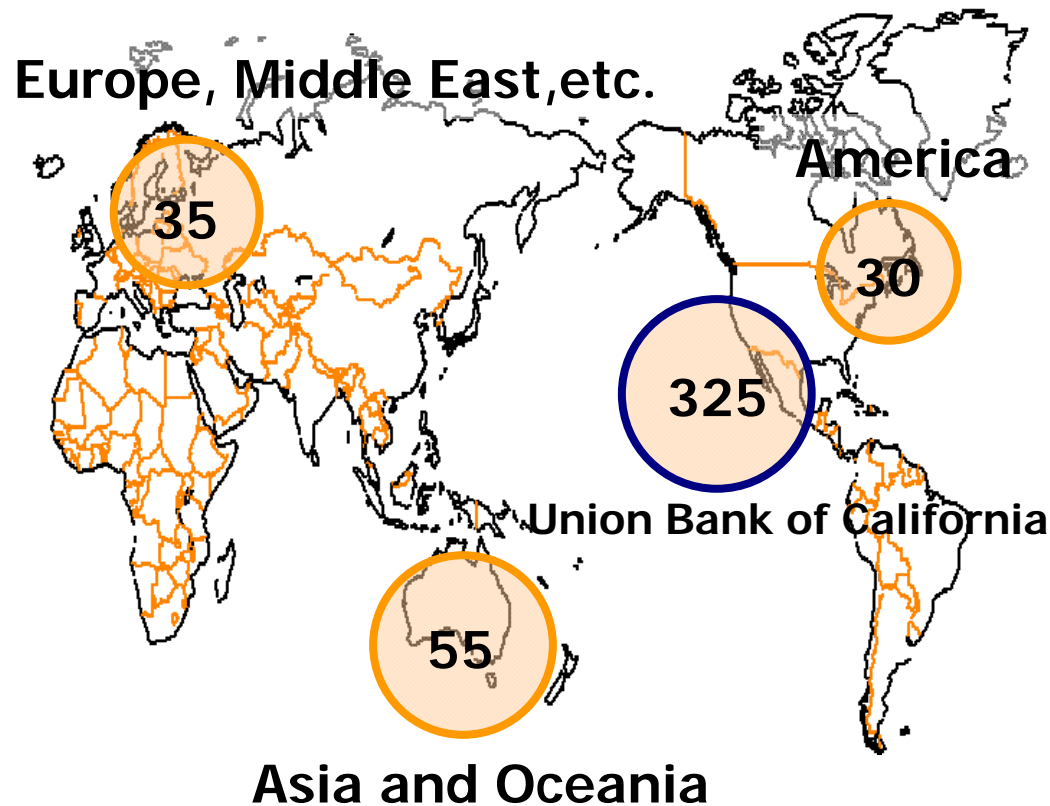 Europe, Middle East,etc.
America
35
30
325
Union Bank of California
55
Asia and Oceania